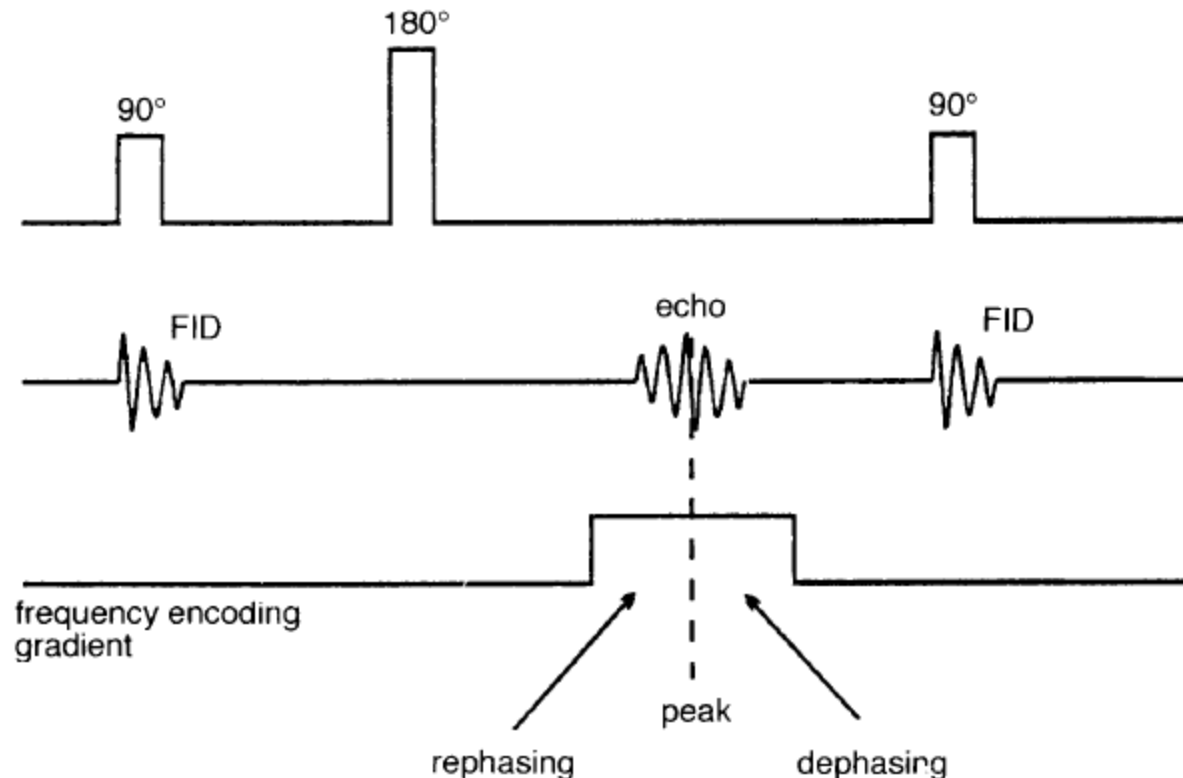 180°
90°
90°
FID
echo
FID
frequency encoding
gradient
peak
rephasing
dephasing